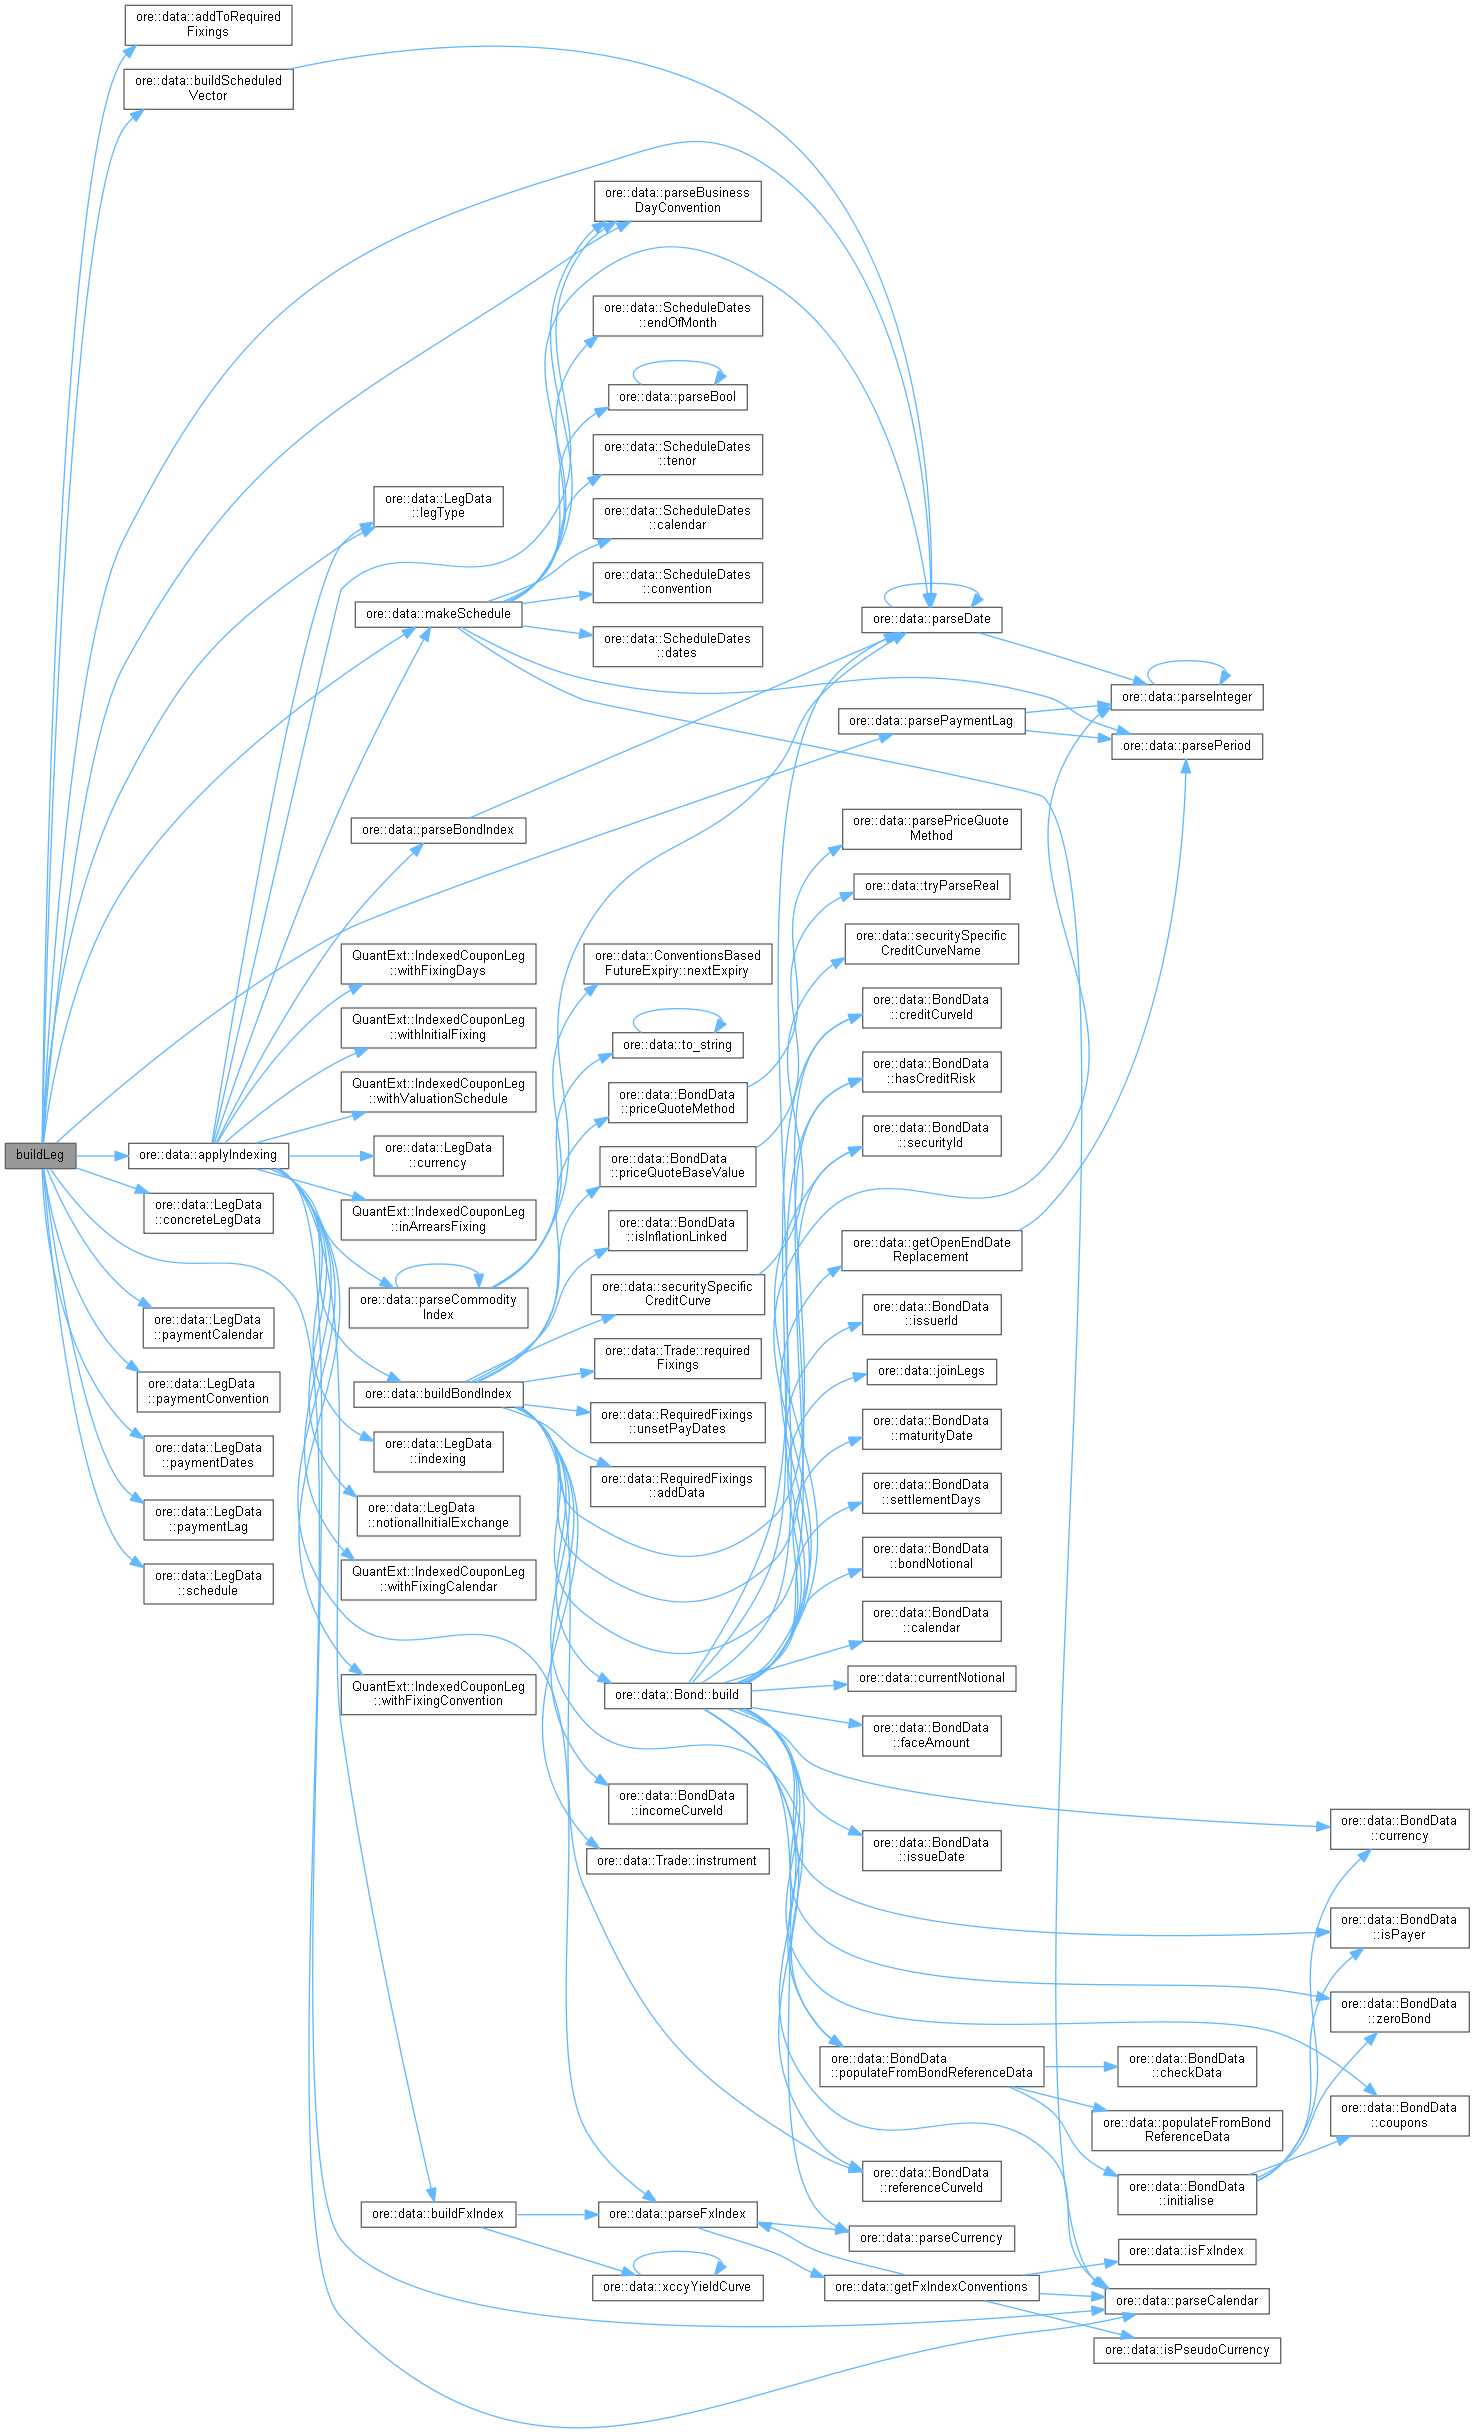 ore::data::addToRequired
Fixings
ore::data::buildScheduled
Vector
ore::data::parseBusiness
DayConvention
ore::data::ScheduleDates
::endOfMonth
ore::data::parseBool
ore::data::ScheduleDates
::tenor
ore::data::LegData
::legType
ore::data::ScheduleDates
::calendar
ore::data::ScheduleDates
::convention
ore::data::makeSchedule
ore::data::parseDate
ore::data::ScheduleDates
::dates
ore::data::parseInteger
ore::data::parsePaymentLag
ore::data::parsePeriod
ore::data::parseBondIndex
ore::data::parsePriceQuote
Method
ore::data::tryParseReal
ore::data::securitySpecific
CreditCurveName
QuantExt::IndexedCouponLeg
::withFixingDays
ore::data::ConventionsBased
FutureExpiry::nextExpiry
ore::data::BondData
::creditCurveId
QuantExt::IndexedCouponLeg
::withInitialFixing
ore::data::to_string
ore::data::BondData
::hasCreditRisk
QuantExt::IndexedCouponLeg
::withValuationSchedule
ore::data::BondData
::priceQuoteMethod
ore::data::BondData
::securityId
buildLeg
ore::data::applyIndexing
ore::data::LegData
::currency
ore::data::BondData
::priceQuoteBaseValue
ore::data::LegData
::concreteLegData
QuantExt::IndexedCouponLeg
::inArrearsFixing
ore::data::BondData
::isInflationLinked
ore::data::getOpenEndDate
Replacement
ore::data::securitySpecific
CreditCurve
ore::data::parseCommodity
Index
ore::data::BondData
::issuerId
ore::data::LegData
::paymentCalendar
ore::data::Trade::required
Fixings
ore::data::joinLegs
ore::data::LegData
::paymentConvention
ore::data::buildBondIndex
ore::data::RequiredFixings
::unsetPayDates
ore::data::BondData
::maturityDate
ore::data::LegData
::paymentDates
ore::data::LegData
::indexing
ore::data::RequiredFixings
::addData
ore::data::BondData
::settlementDays
ore::data::LegData
::paymentLag
ore::data::LegData
::notionalInitialExchange
ore::data::BondData
::bondNotional
ore::data::LegData
::schedule
QuantExt::IndexedCouponLeg
::withFixingCalendar
ore::data::BondData
::calendar
QuantExt::IndexedCouponLeg
::withFixingConvention
ore::data::Bond::build
ore::data::currentNotional
ore::data::BondData
::faceAmount
ore::data::BondData
::incomeCurveId
ore::data::BondData
::currency
ore::data::Trade::instrument
ore::data::BondData
::issueDate
ore::data::BondData
::isPayer
ore::data::BondData
::zeroBond
ore::data::BondData
::populateFromBondReferenceData
ore::data::BondData
::checkData
ore::data::BondData
::coupons
ore::data::populateFromBond
ReferenceData
ore::data::BondData
::referenceCurveId
ore::data::BondData
::initialise
ore::data::buildFxIndex
ore::data::parseFxIndex
ore::data::parseCurrency
ore::data::isFxIndex
ore::data::xccyYieldCurve
ore::data::getFxIndexConventions
ore::data::parseCalendar
ore::data::isPseudoCurrency